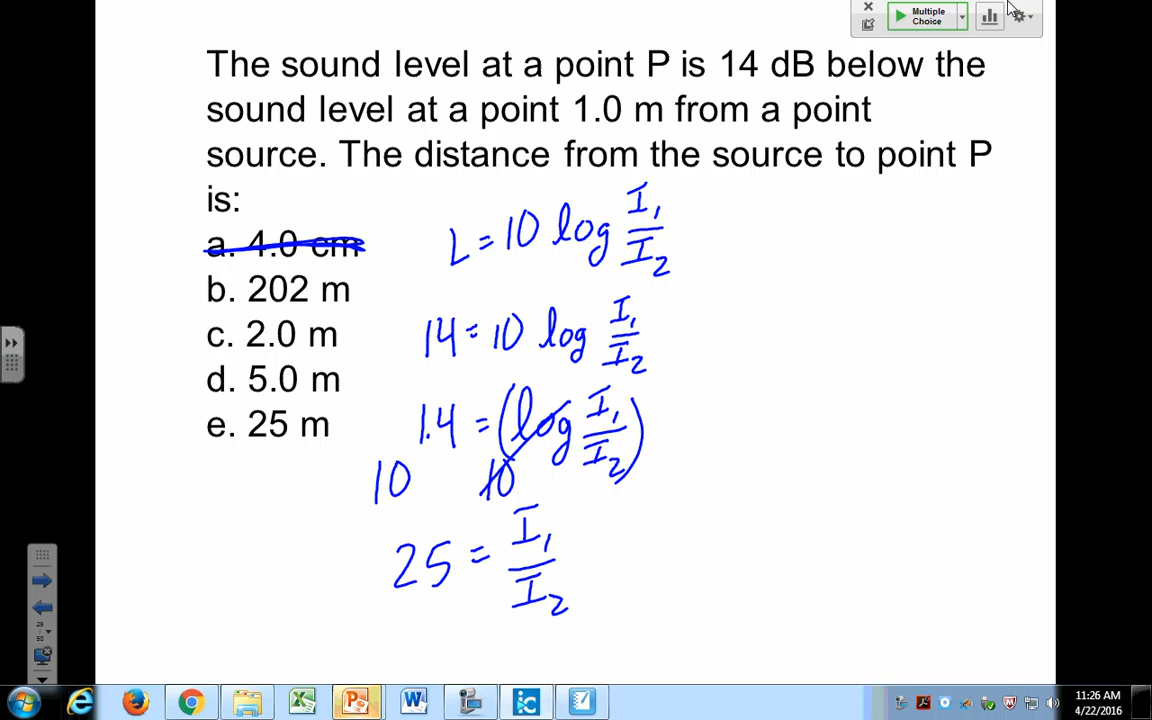 Multiple
Choice
The sound level at a point P is 14 dB below the
sound level at a point 1.0 m from a point
source. The distance from the source to point P
is:
a. 4.0 cm
b. 202 m
c. 2.0 m
d. 5.0 m
e. 25 m
L = 10 log I₁/I₂
14 = 10 log I₁/I₂
1.4 = (log I₁/I₂)
10 10
25 = I₁/I₂
29
/
50
11:26 AM
4/22/2016